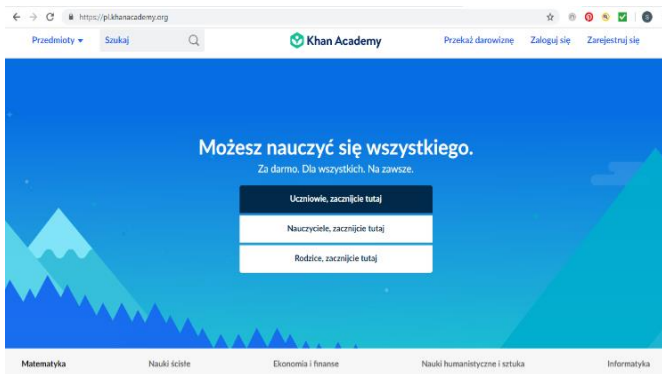 https://pl.khanacademy.org
Przedmioty Szukaj Khan Academy Przekaż darowiznę Zaloguj się Zarejestruj się
Możesz nauczyć się wszystkiego.
Za darmo. Dla wszystkich. Na zawsze.
Uczniowie, zacznijcie tutaj
Nauczyciele, zacznijcie tutaj
Rodzice, zacznijcie tutaj
Matematyka Nauki ścisłe Ekonomia i finanse Nauki humanistyczne i sztuka Informatyka